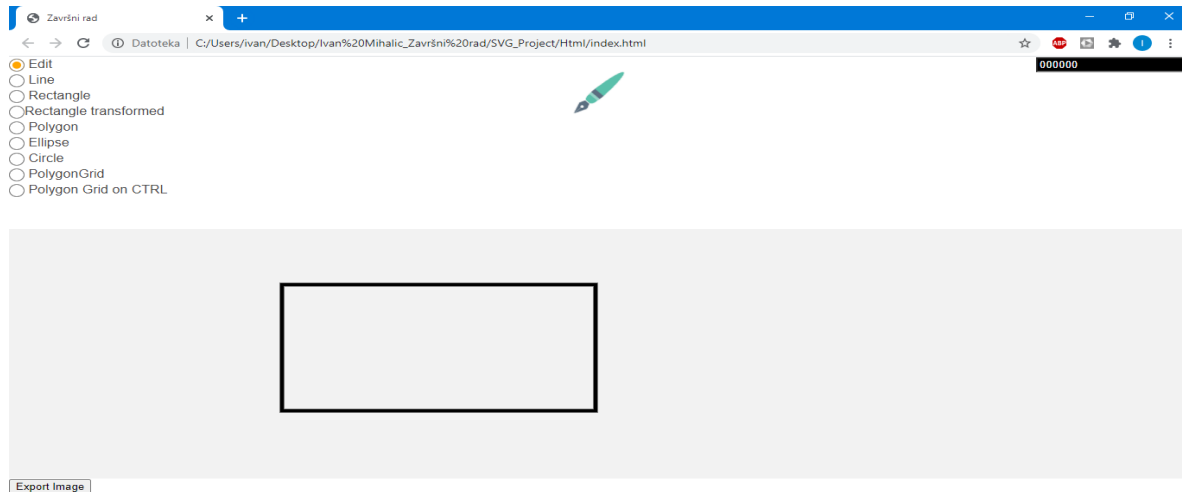 Završni rad
Datoteka | C:/Users/ivan/Desktop/Ivan%20Mihalic_Završni%20rad/SVG_Project/Html/index.html
ABP
I
Edit
000000
Line
Rectangle
Rectangle transformed
Polygon
Ellipse
Circle
PolygonGrid
Polygon Grid on CTRL
Export Image